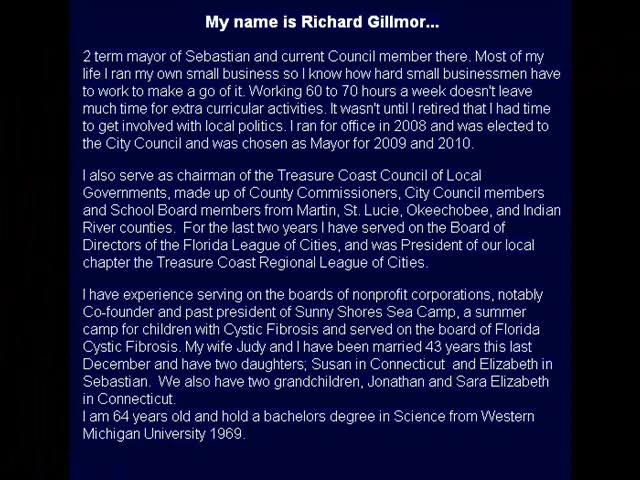 My name is Richard Gillmor...
2 term mayor of Sebastian and current Council member there. Most of my
life I ran my own small business so I know how hard small businessmen have
to work to make a go of it. Working 60 to 70 hours a week doesn't leave
much time for extra curricular activities. It wasn't until I retired that I had time
to get involved with local politics. I ran for office in 2008 and was elected to
the City Council and was chosen as Mayor for 2009 and 2010.
I also serve as chairman of the Treasure Coast Council of Local
Governments, made up of County Commissioners, City Council members
and School Board members from Martin, St. Lucie, Okeechobee, and Indian
River counties.  For the last two years I have served on the Board of
Directors of the Florida League of Cities, and was President of our local
chapter the Treasure Coast Regional League of Cities.
I have experience serving on the boards of nonprofit corporations, notably
Co-founder and past president of Sunny Shores Sea Camp, a summer
camp for children with Cystic Fibrosis and served on the board of Florida
Cystic Fibrosis. My wife Judy and I have been married 43 years this last
December and have two daughters; Susan in Connecticut  and Elizabeth in
Sebastian.  We also have two grandchildren, Jonathan and Sara Elizabeth
in Connecticut.
I am 64 years old and hold a bachelors degree in Science from Western
Michigan University 1969.